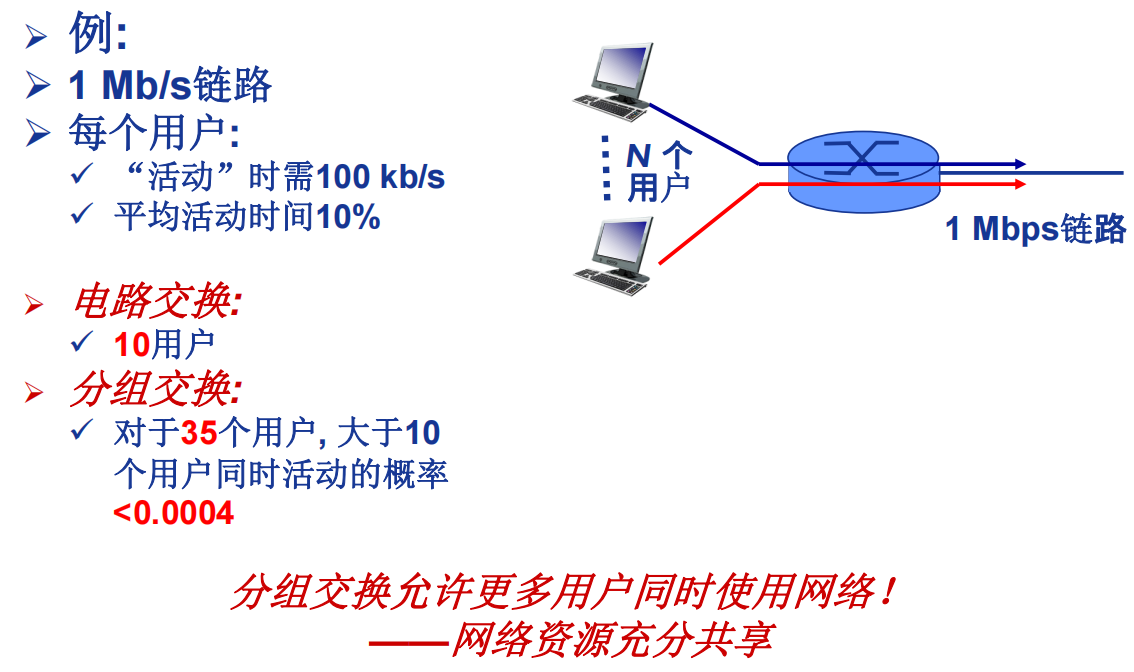 例:
1 Mb/s链路
每个用户:
“活动”时需100 kb/s
平均活动时间10%
电路交换:
10用户
分组交换:
对于35个用户, 大于10
个用户同时活动的概率
<0.0004
N 个
用户
1 Mbps链路
分组交换允许更多用户同时使用网络!
——网络资源充分共享